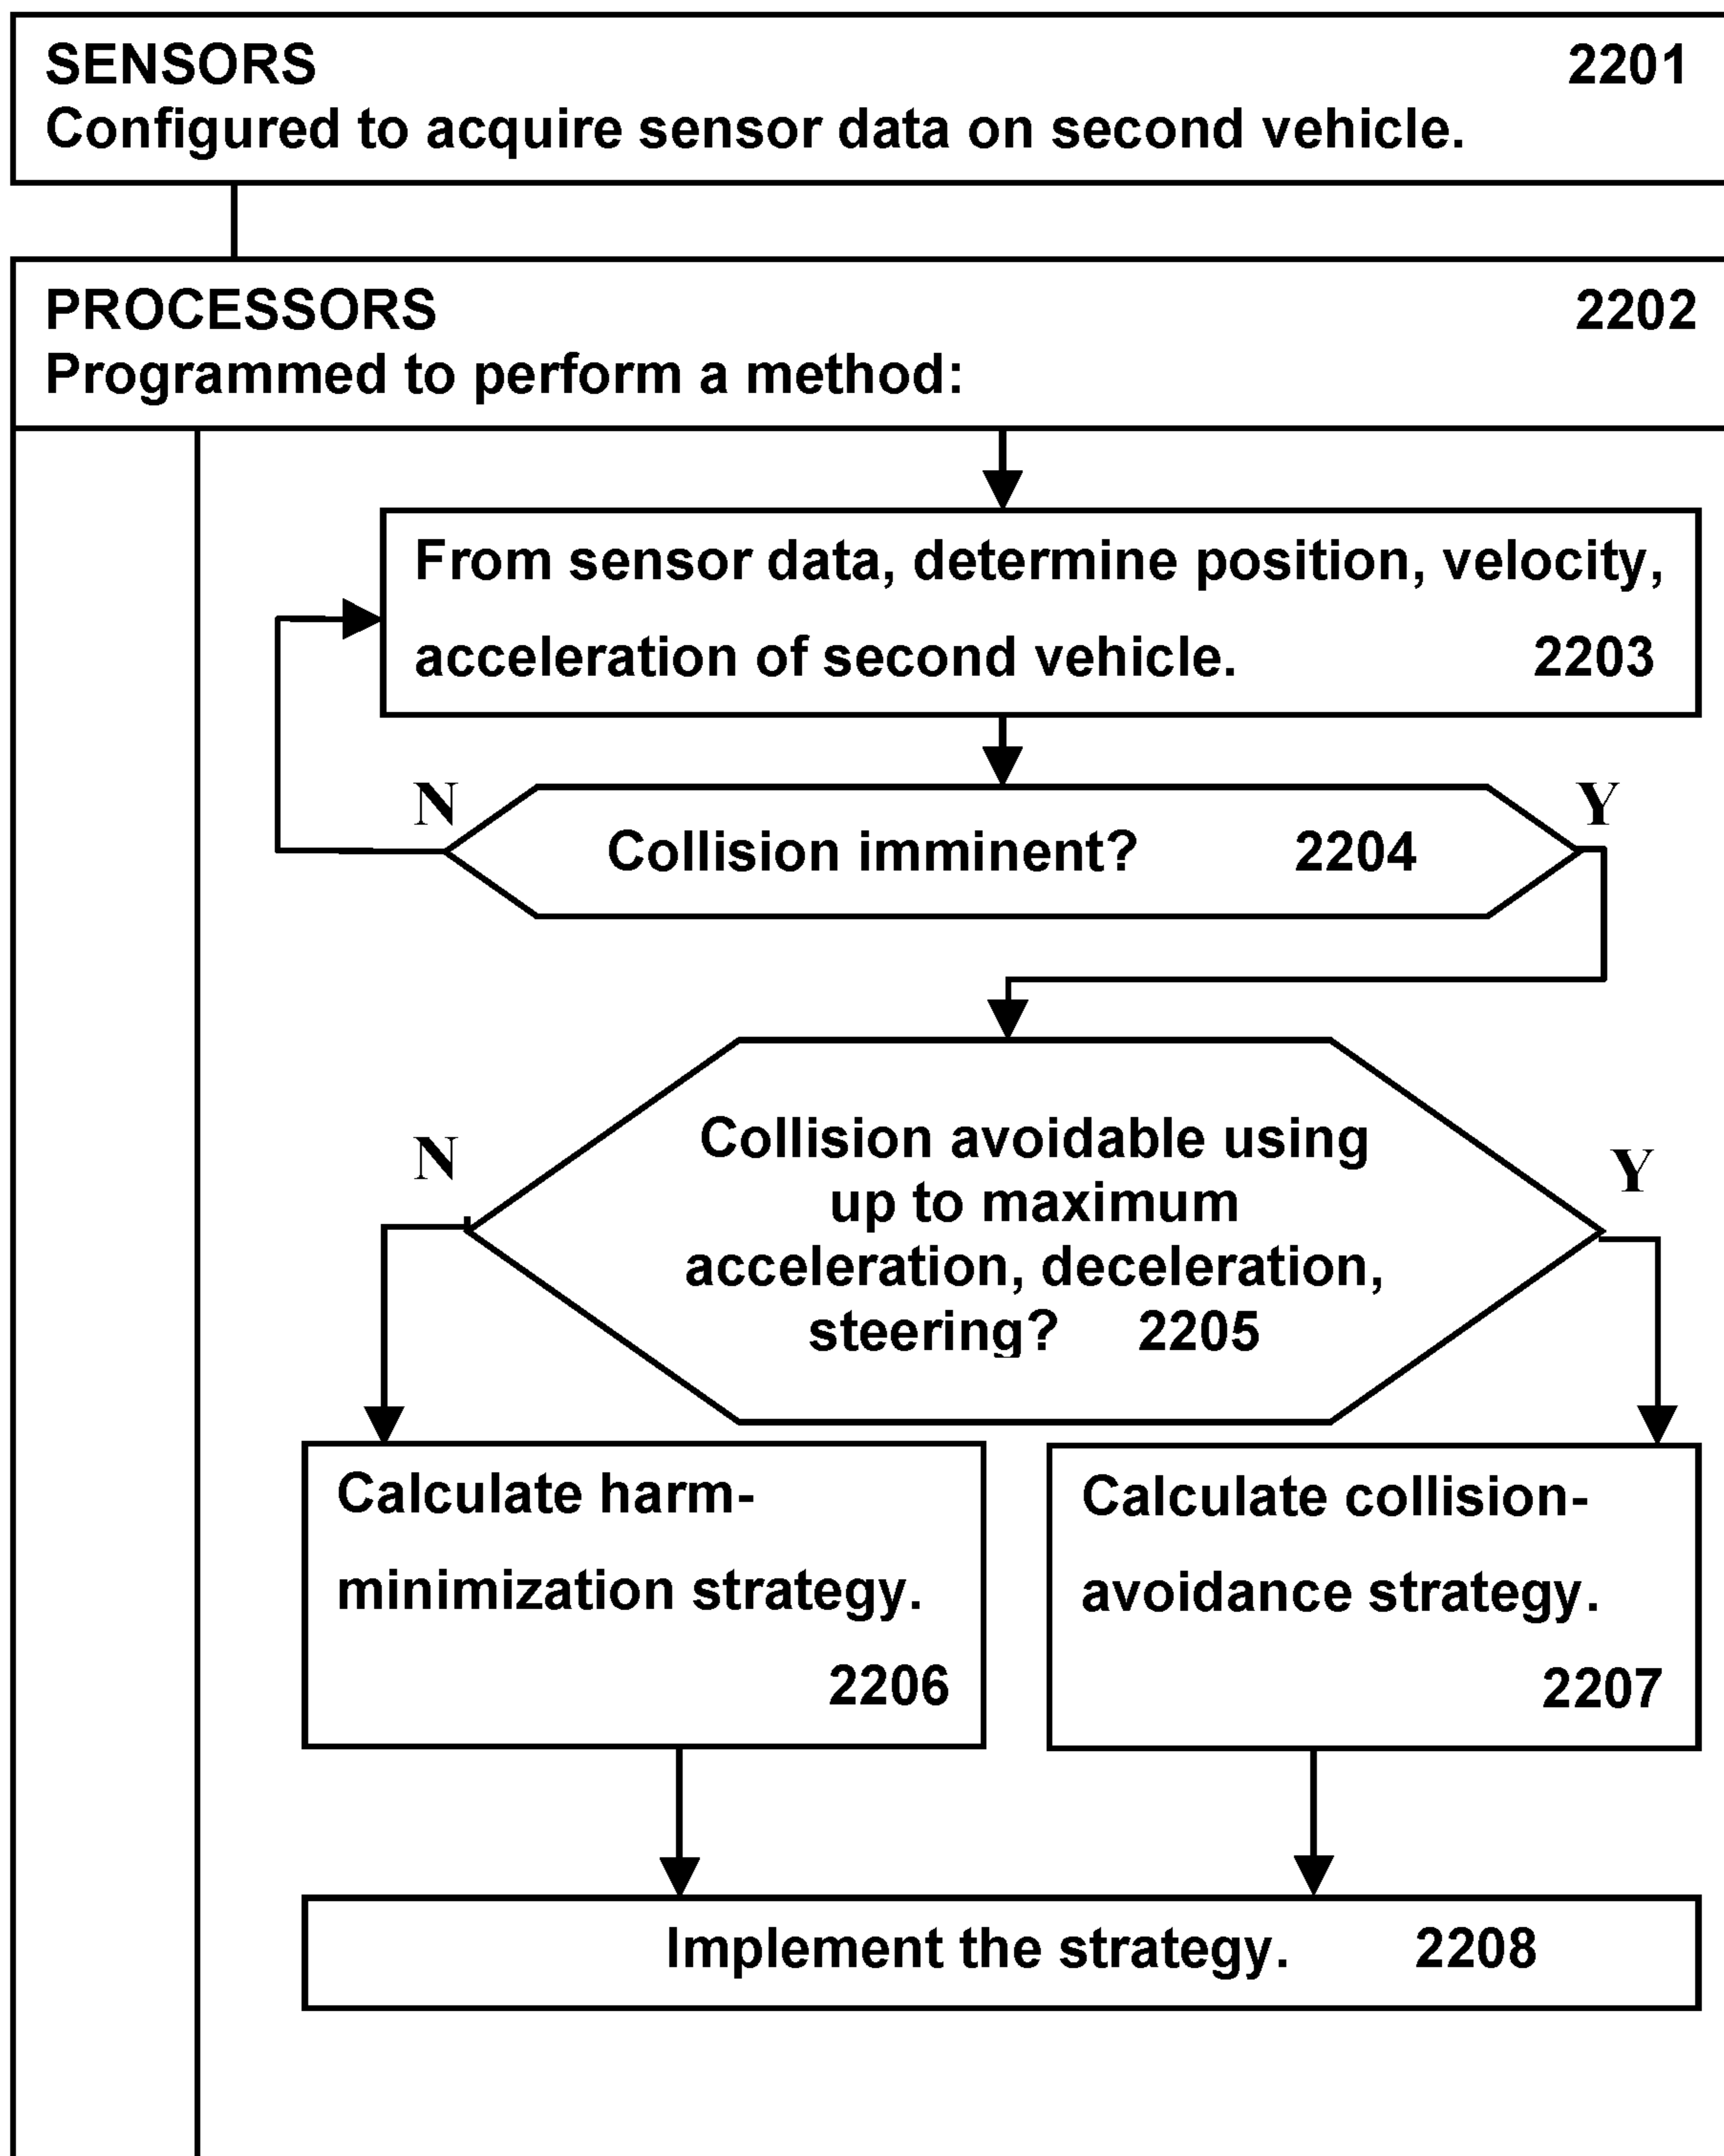 SENSORS 2201
Configured to acquire sensor data on second vehicle.
PROCESSORS 2202
Programmed to perform a method:
From sensor data, determine position, velocity,
acceleration of second vehicle. 2203
N
Y
Collision imminent? 2204
N
Y
Collision avoidable using
up to maximum
acceleration, deceleration,
steering? 2205
Calculate harm-
minimization strategy.
2206
Calculate collision-
avoidance strategy.
2207
Implement the strategy. 2208